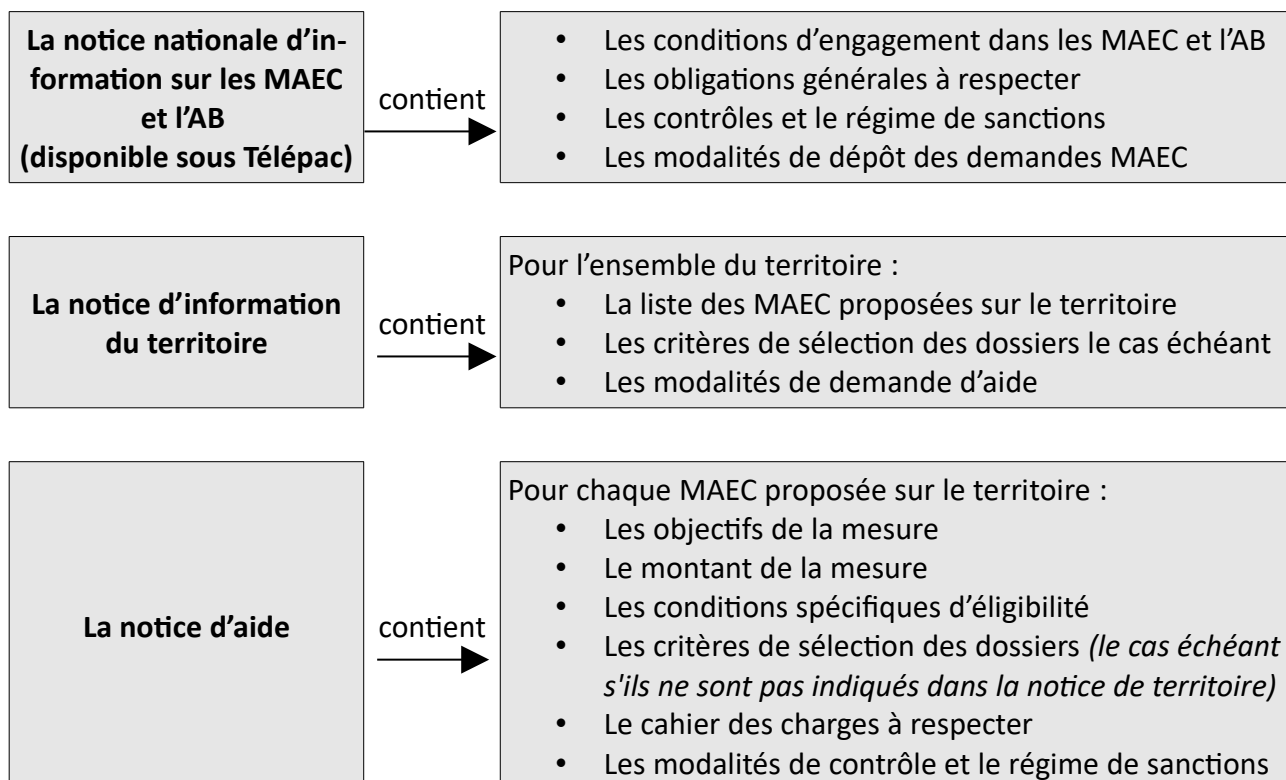 La notice nationale d’in-
formation sur les MAEC
et l’AB
(disponible sous Télépac)
contient
• Les conditions d’engagement dans les MAEC et l’AB
• Les obligations générales à respecter
• Les contrôles et le régime de sanctions
• Les modalités de dépôt des demandes MAEC
La notice d’information
du territoire
contient
Pour l’ensemble du territoire :
• La liste des MAEC proposées sur le territoire
• Les critères de sélection des dossiers le cas échéant
• Les modalités de demande d’aide
La notice d’aide
contient
Pour chaque MAEC proposée sur le territoire :
• Les objectifs de la mesure
• Le montant de la mesure
• Les conditions spécifiques d’éligibilité
• Les critères de sélection des dossiers (le cas échéant
s'ils ne sont pas indiqués dans la notice de territoire)
• Le cahier des charges à respecter
• Les modalités de contrôle et le régime de sanctions